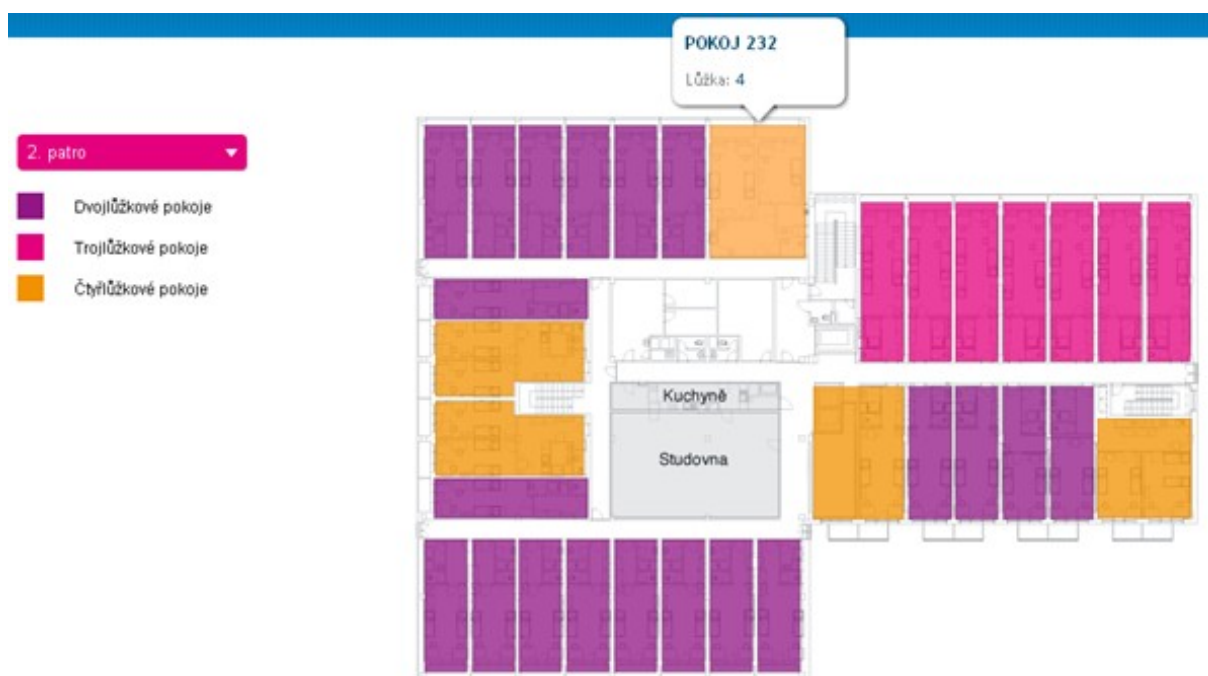 POKOJ 232
Lůžka: 4
2. patro
Dvojlůžkové pokoje
Trojlůžkové pokoje
Čtyřlůžkové pokoje
Kuchyně
Studovna